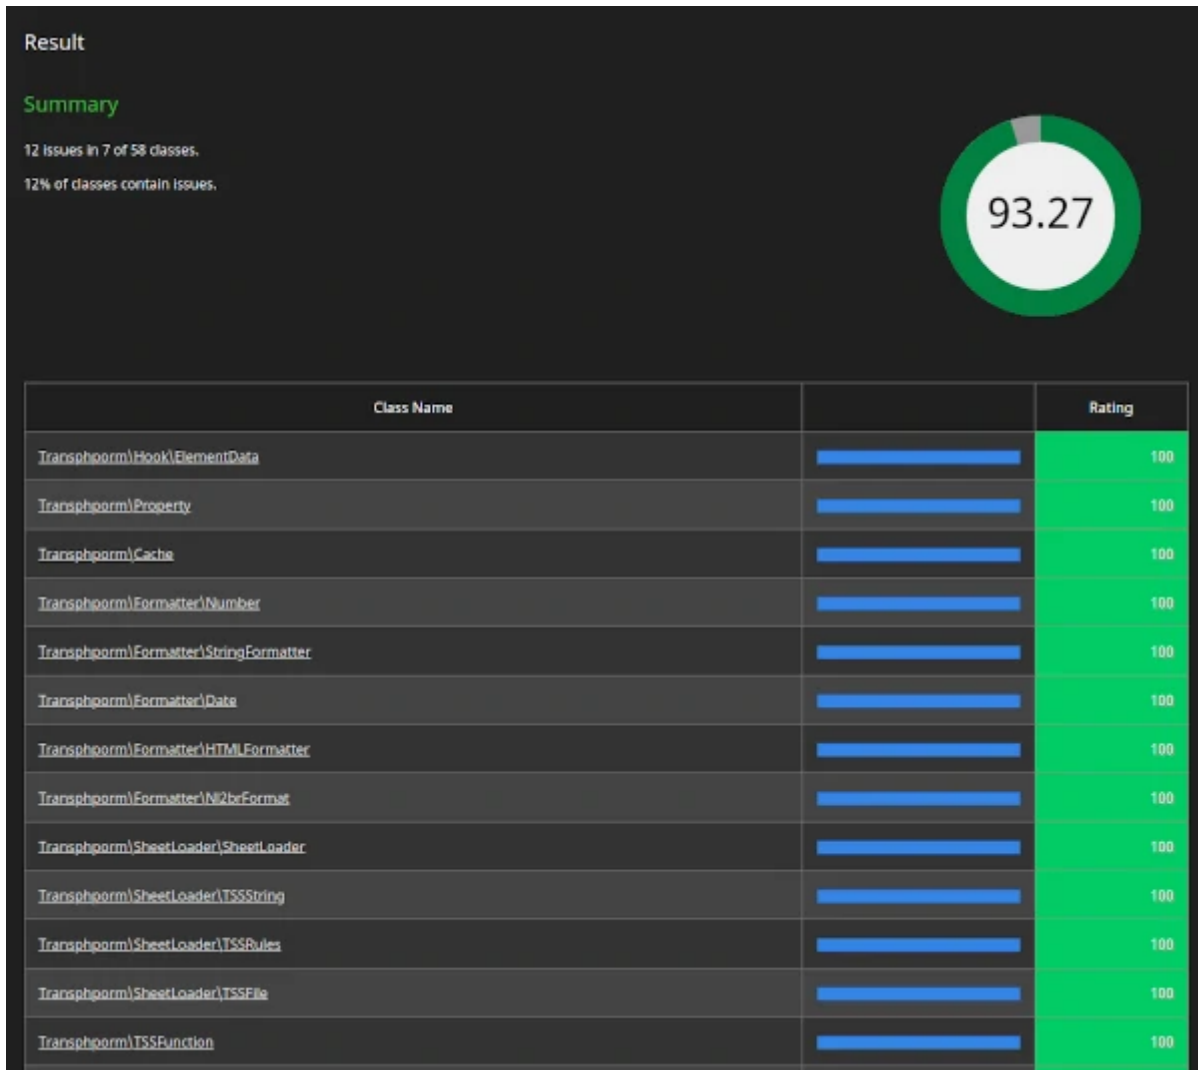 Result
Summary
12 issues in 7 of 58 classes.
12% of classes contain issues.
93.27
Class Name Rating
Transphporm\Hook\ElementData 100
Transphporm\Property 100
Transphporm\Cache 100
Transphporm\Formatter\Number 100
Transphporm\Formatter\StringFormatter 100
Transphporm\Formatter\Date 100
Transphporm\Formatter\HTMLFormatter 100
Transphporm\Formatter\Nl2brFormat 100
Transphporm\SheetLoader\SheetLoader 100
Transphporm\SheetLoader\TSSString 100
Transphporm\SheetLoader\TSSRules 100
Transphporm\SheetLoader\TSSFile 100
Transphporm\TSSFunction 100